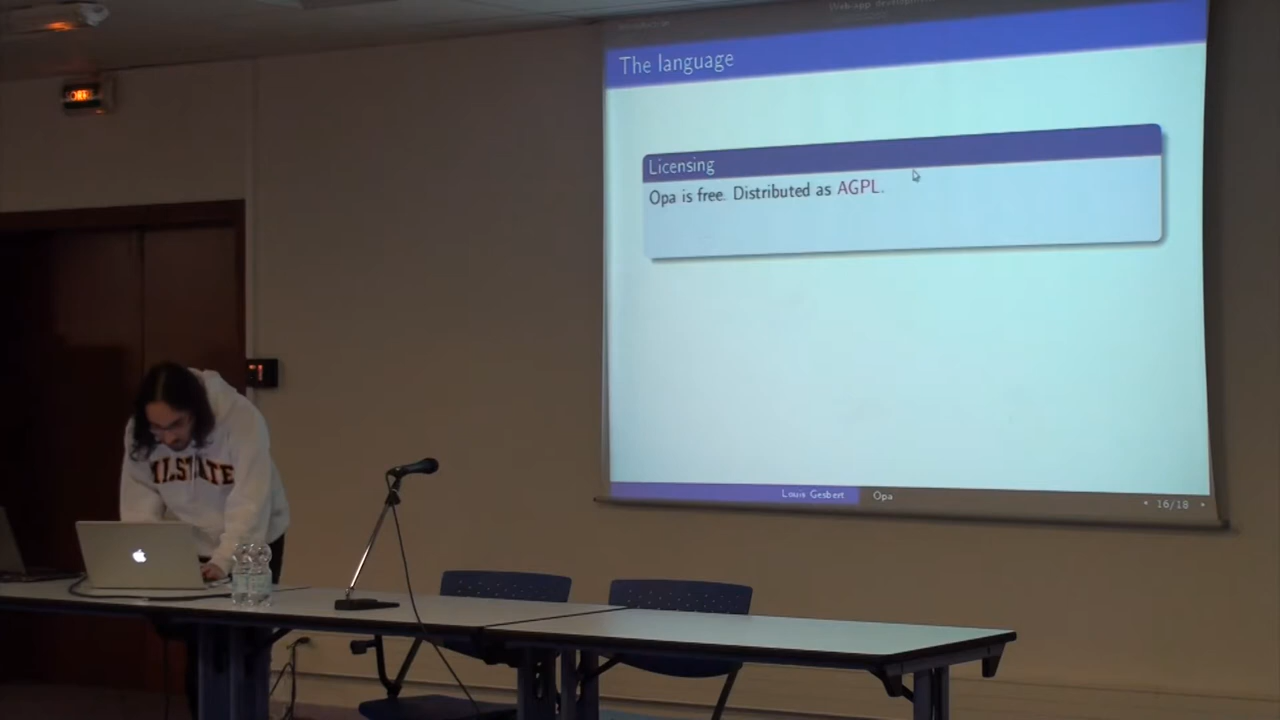 The language
Licensing
Opa is free. Distributed as AGPL.
Louis Gesbert
Opa
16/18